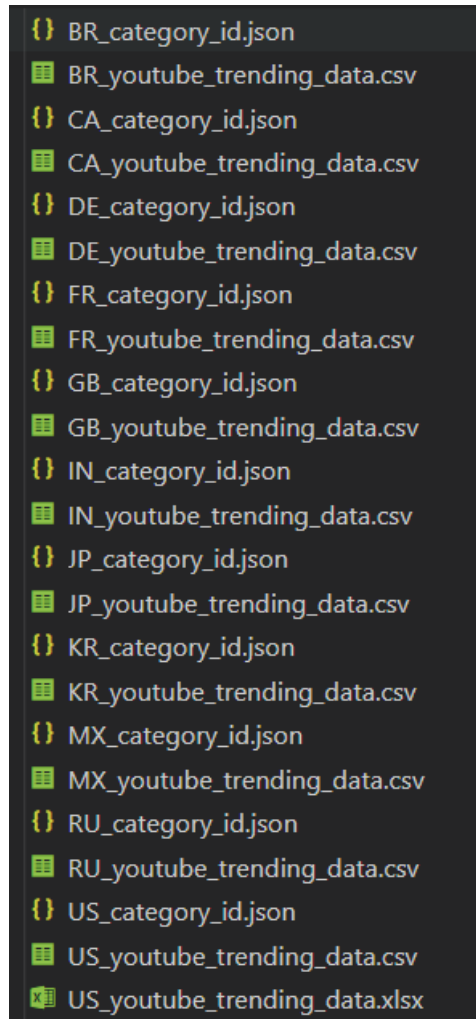 BR_category_id.json
BR_youtube_trending_data.csv
CA_category_id.json
CA_youtube_trending_data.csv
DE_category_id.json
DE_youtube_trending_data.csv
FR_category_id.json
FR_youtube_trending_data.csv
GB_category_id.json
GB_youtube_trending_data.csv
IN_category_id.json
IN_youtube_trending_data.csv
JP_category_id.json
JP_youtube_trending_data.csv
KR_category_id.json
KR_youtube_trending_data.csv
MX_category_id.json
MX_youtube_trending_data.csv
RU_category_id.json
RU_youtube_trending_data.csv
US_category_id.json
US_youtube_trending_data.csv
US_youtube_trending_data.xlsx